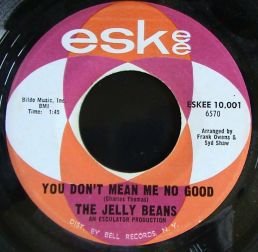 eskee
Bildo Music, Inc.
BMI
Time: 1:45
ESKEE 10,001
6570
Arranged by
Frank Owens &
Syd Shaw
YOU DON'T MEAN ME NO GOOD
(Charles Thomas)
THE JELLY BEANS
AN ESCULATOR PRODUCTION
DIST. BY BELL RECORDS, N.Y.